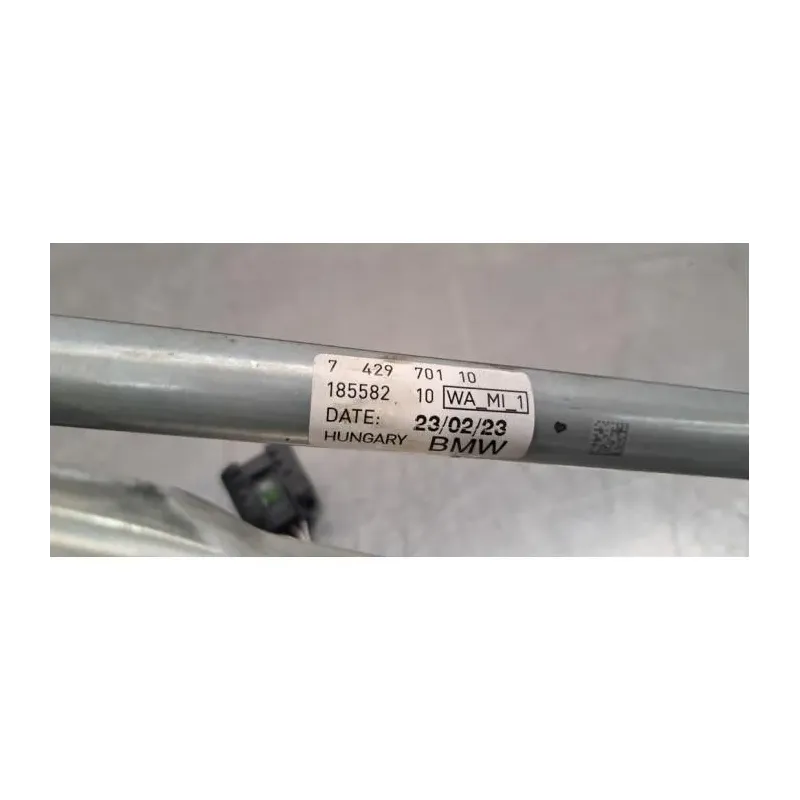 7 429 701 10
185582 10 WA_MI_1
DATE: 23/02/23
HUNGARY BMW